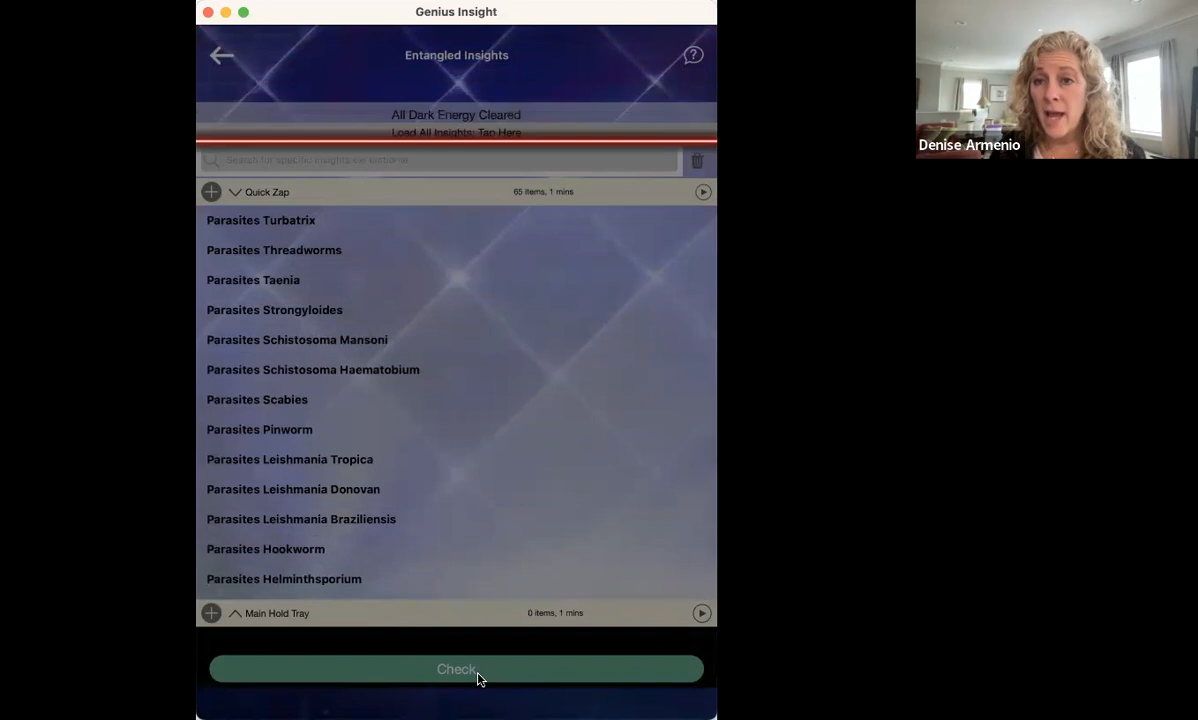 Genius Insight
Entangled Insights
All Dark Energy Cleared
Load All Insights: Tap Here
Denise Armenio
Quick Zap 65 items, 1 mins
Parasites Turbatrix
Parasites Threadworms
Parasites Taenia
Parasites Strongyloides
Parasites Schistosoma Mansoni
Parasites Schistosoma Haematobium
Parasites Scabies
Parasites Pinworm
Parasites Leishmania Tropica
Parasites Leishmania Donovan
Parasites Leishmania Braziliensis
Parasites Hookworm
Parasites Helminthsporium
Main Hold Tray 0 items, 1 mins
Check